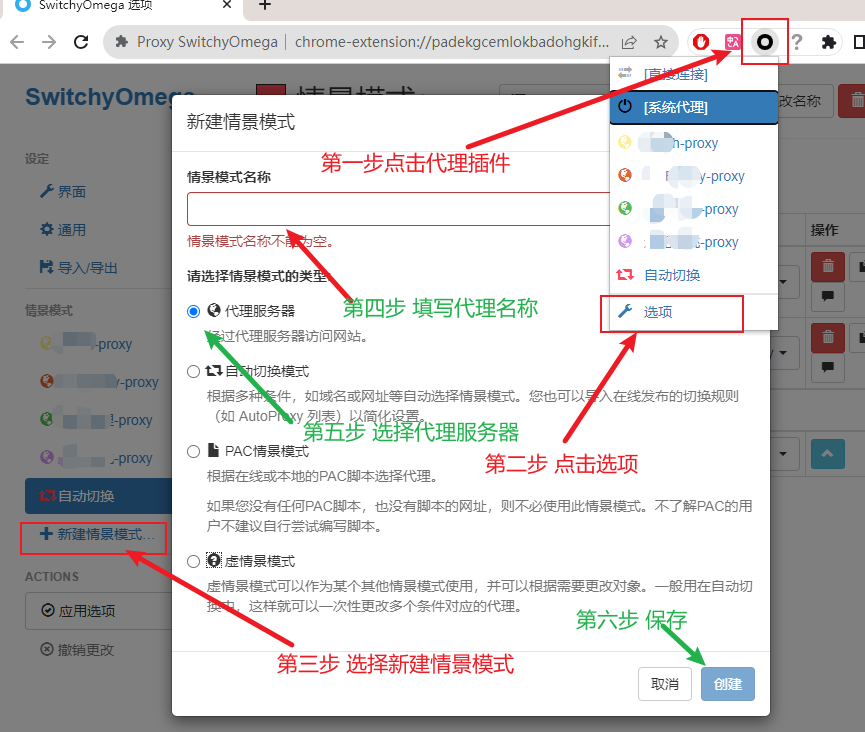 SwitchyOmega 选项
Proxy SwitchyOmega
chrome-extension://padekgcemlokbadohgkif...
SwitchyOmega
设定
界面
通用
导入/导出
情景模式
-proxy
-proxy
-proxy
-proxy
自动切换
新建情景模式...
ACTIONS
应用选项
撤销更改
改名称
操作
[直接连接]
[系统代理]
-proxy
y-proxy
-proxy
-proxy
自动切换
选项
新建情景模式
情景模式名称
情景模式名称不能为空。
请选择情景模式的类型
代理服务器
经过代理服务器访问网站。
自动切换模式
根据多种条件，如域名或网址等自动选择情景模式。您也可以导入在线发布的切换规则
（如 AutoProxy 列表）以简化设置。
PAC情景模式
根据在线或本地的PAC脚本选择代理。
如果您没有任何PAC脚本，也没有脚本的网址，则不必使用此情景模式。不了解PAC的用
户不建议自行尝试编写脚本。
虚情景模式
虚情景模式可以作为某个其他情景模式使用，并可以根据需要更改对象。一般用在自动切
换中，这样就可以一次性更改多个条件对应的代理。
取消
创建
第一步点击代理插件
第二步 点击选项
第三步 选择新建情景模式
第四步 填写代理名称
第五步 选择代理服务器
第六步 保存